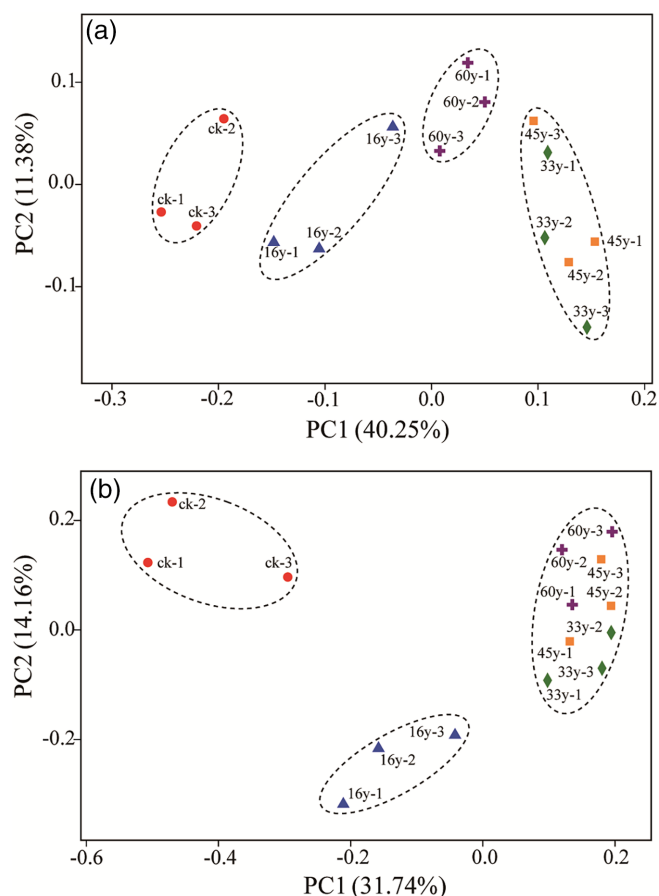 (a)
60y-1
0.1
ck-2
60y-2
45y-3
16y-3
60y-3
33y-1
PC2 (11.38%)
0.0
ck-1
ck-3
33y-2
16y-1
16y-2
45y-1
45y-2
-0.1
33y-3
-0.3
-0.2
-0.1
0.0
0.1
0.2
PC1 (40.25%)
(b)
ck-2
0.2
60y-3
60y-2
ck-1
ck-3
45y-3
60y-1
45y-2
PC2 (14.16%)
0.0
33y-2
45y-1
33y-3
33y-1
-0.2
16y-3
16y-2
16y-1
-0.6
-0.4
-0.2
0.0
0.2
PC1 (31.74%)